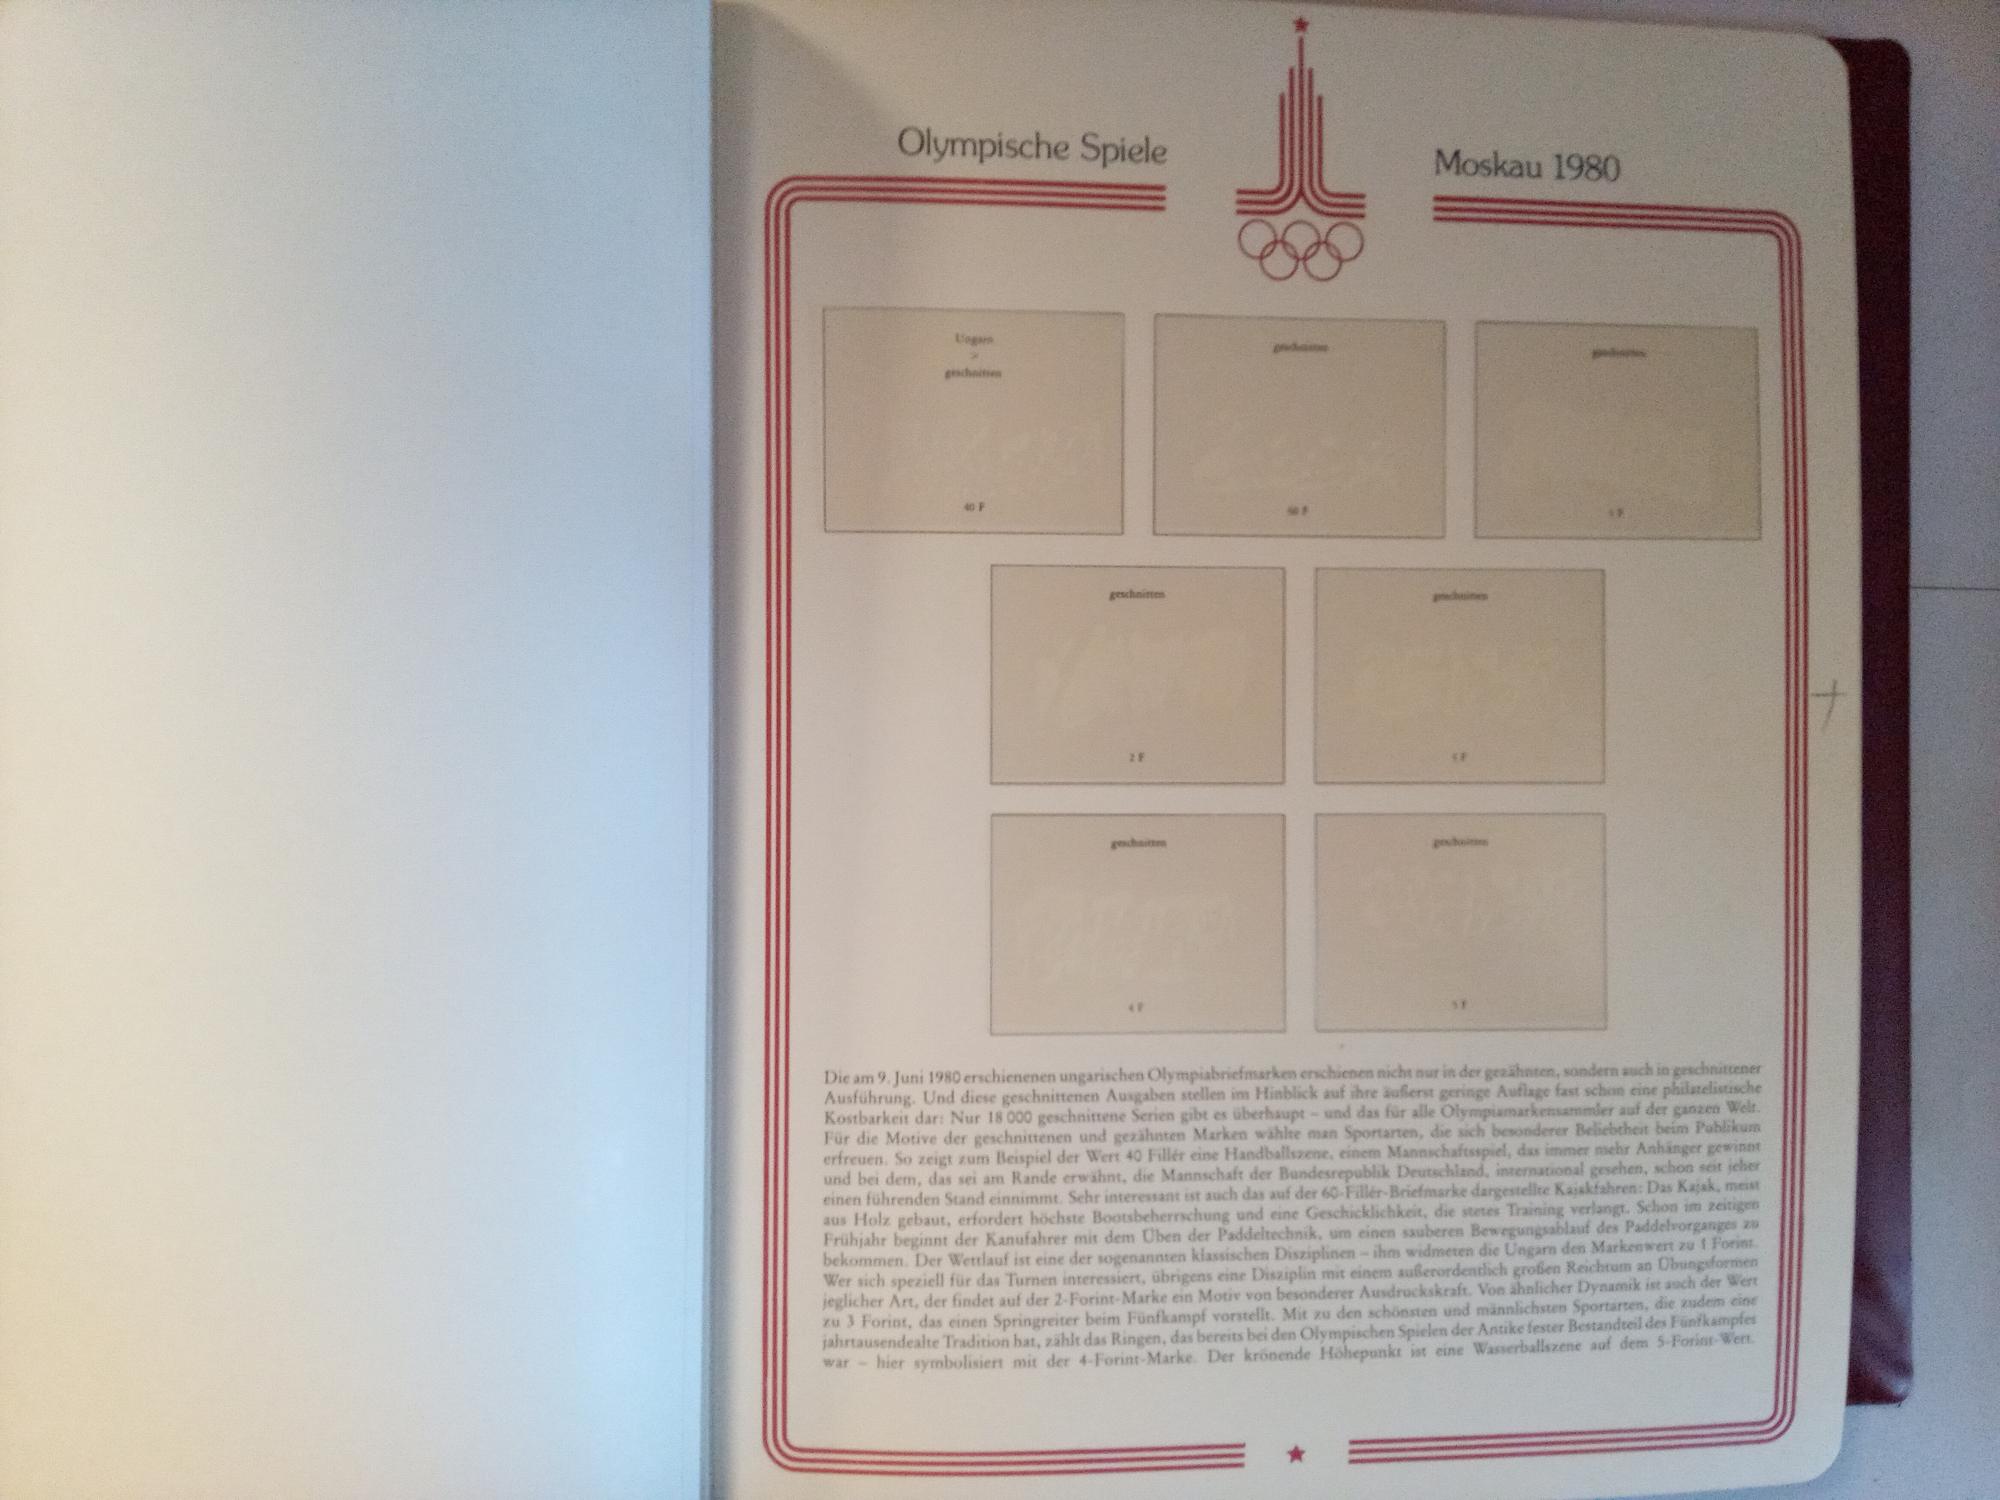 Olympische Spiele
Moskau 1980
Ungarn
geschnitten
geschnitten
geschnitten
40 F
60 F
1 F
geschnitten
geschnitten
2 F
geschnitten
geschnitten
4 F
5 F
Die am 9. Juni 1980 erschienenen ungarischen Olympiabriefmarken erschienen nicht nur in der gezähnten, sondern auch in geschnittener
Ausführung. Und diese geschnittenen Ausgaben stellen im Hinblick auf ihre äußerst geringe Auflage fast schon eine philatelistische
Kostbarkeit dar: Nur 18 000 geschnittene Serien gibt es überhaupt – und das für alle Olympiamarkensammler auf der ganzen Welt.
Für die Motive der geschnittenen und gezähnten Marken wählte man Sportarten, die sich besonderer Beliebtheit beim Publikum
erfreuen. So zeigt zum Beispiel der Wert 40 Fillér eine Handballszene, einem Mannschaftsspiel, das immer mehr Anhänger gewinnt
und bei dem, das sei am Rande erwähnt, die Mannschaft der Bundesrepublik Deutschland, international gesehen, schon seit jeher
einen führenden Stand einnimmt. Sehr interessant ist auch das auf der 60-Fillér-Briefmarke dargestellte Kajakfahren: Das Kajak, meist
aus Holz gebaut, erfordert höchste Bootsbeherrschung und eine Geschicklichkeit, die stetes Training verlangt. Schon im zeitigen
Frühjahr beginnt der Kanufahrer mit dem Üben der Paddeltechnik, um einen sauberen Bewegungsablauf des Paddelvorganges zu
bekommen. Der Wettlauf ist eine der sogenannten klassischen Disziplinen – ihm widmeten die Ungarn den Markenwert zu 1 Forint.
Wer sich speziell für das Turnen interessiert, übrigens eine Disziplin mit einem außerordentlich großen Reichtum an Übungsformen
jeglicher Art, der findet auf der 2-Forint-Marke ein Motiv von besonderer Ausdruckskraft. Von ähnlicher Dynamik ist auch der Wert
zu 3 Forint, das einen Springreiter beim Fünfkampf vorstellt. Mit zu den schönsten und männlichsten Sportarten, die zudem eine
jahrtausendealte Tradition hat, zählt das Ringen, das bereits bei den Olympischen Spielen der Antike fester Bestandteil des Fünfkampfes
war – hier symbolisiert mit der 4-Forint-Marke. Der krönende Höhepunkt ist eine Wasserballszene auf dem 5-Forint-Wert.